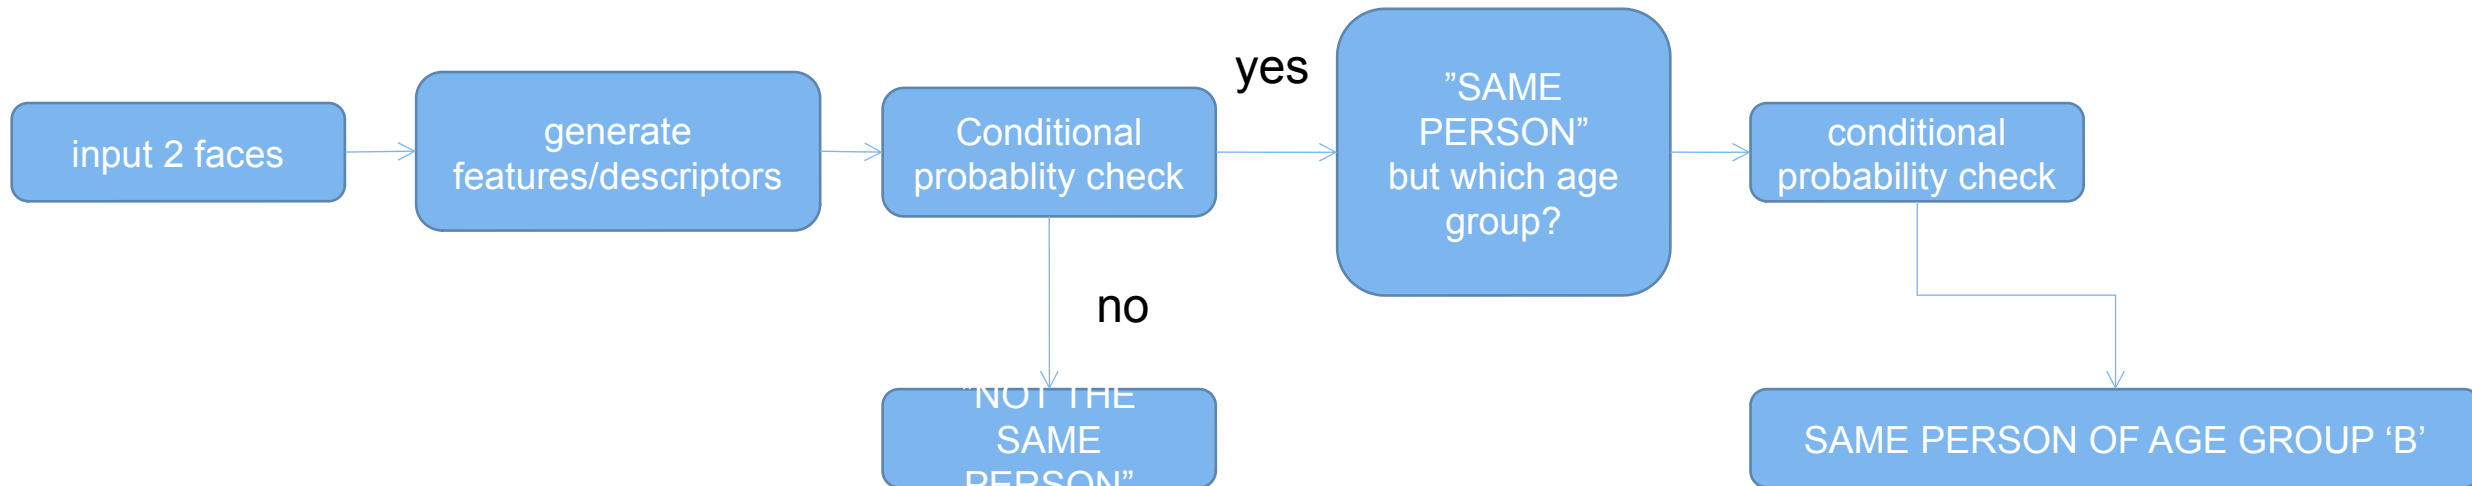 input 2 faces
generate
features/descriptors
Conditional
probablity check
yes
”SAME
PERSON”
but which age
group?
conditional
probability check
no
”NOT THE
SAME
PERSON”
SAME PERSON OF AGE GROUP ‘B’